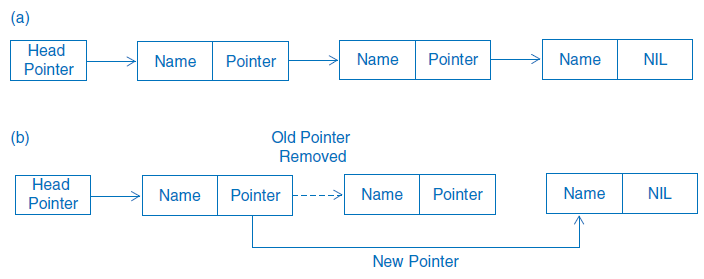 (a)
Head
Pointer
Name Pointer Name Pointer Name NIL
(b)
Old Pointer
Removed
Head
Pointer
Name Pointer Name Pointer Name NIL
New Pointer